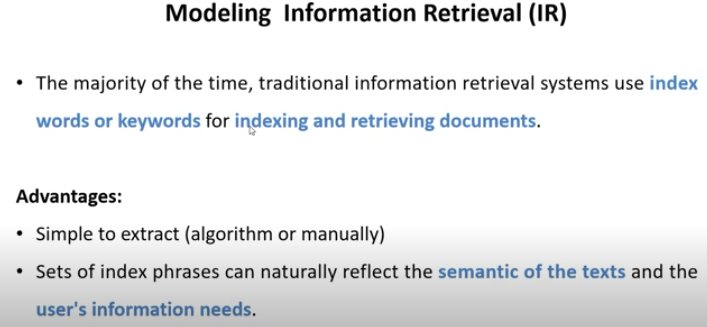 Modeling Information Retrieval (IR)
• The majority of the time, traditional information retrieval systems use index
words or keywords for indexing and retrieving documents.
Advantages:
• Simple to extract (algorithm or manually)
• Sets of index phrases can naturally reflect the semantic of the texts and the
user's information needs.